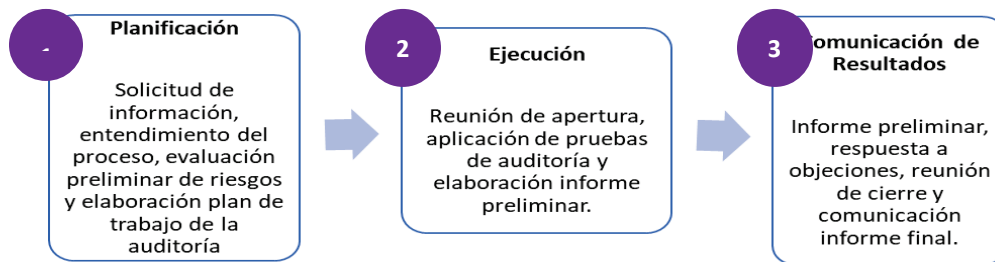 Planificación
Solicitud de
información,
entendimiento del
proceso, evaluación
preliminar de riesgos
y elaboración plan de
trabajo de la
auditoría
2
Ejecución
Reunión de apertura,
aplicación de pruebas
de auditoría y
elaboración informe
preliminar.
3
omunicación de
Resultados
Informe preliminar,
respuesta a
objeciones, reunión
de cierre y
comunicación
informe final.